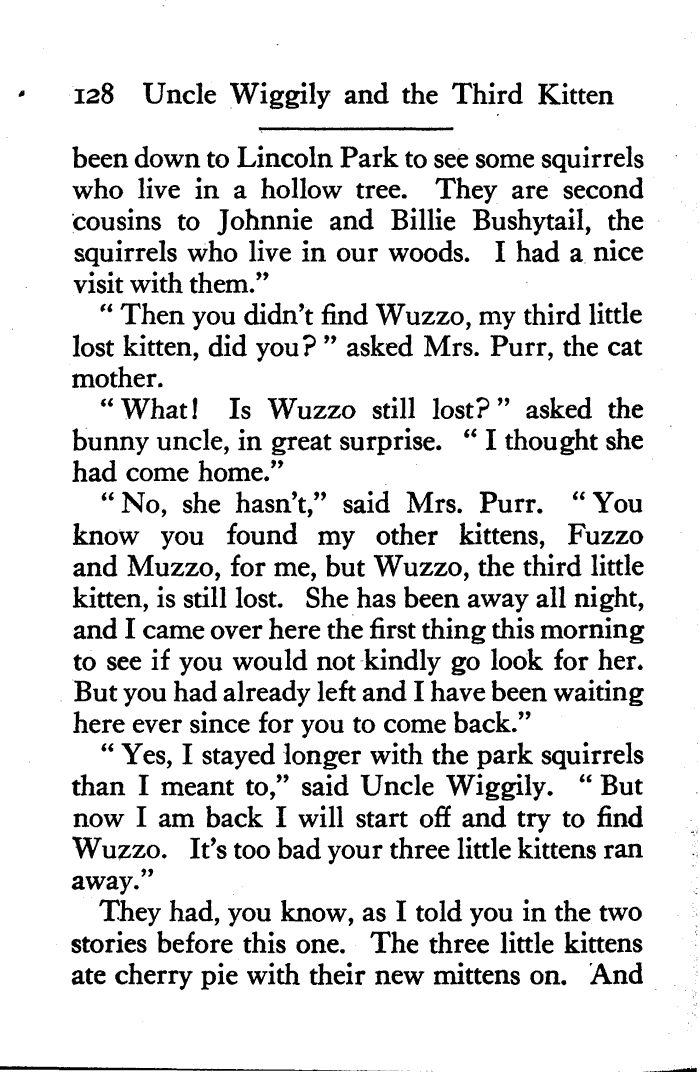 128 Uncle Wiggily and the Third Kitten
been down to Lincoln Park to see some squirrels
who live in a hollow tree. They are second
cousins to Johnnie and Billie Bushytail, the
squirrels who live in our woods. I had a nice
visit with them.”
“ Then you didn’t find Wuzzo, my third little
lost kitten, did you? ” asked Mrs. Purr, the cat
mother.
“ What! Is Wuzzo still lost? ” asked the
bunny uncle, in great surprise. “ I thought she
had come home.”
“ No, she hasn’t,” said Mrs. Purr. “ You
know you found my other kittens, Fuzzo
and Muzzo, for me, but Wuzzo, the third little
kitten, is still lost. She has been away all night,
and I came over here the first thing this morning
to see if you would not kindly go look for her.
But you had already left and I have been waiting
here ever since for you to come back.”
“ Yes, I stayed longer with the park squirrels
than I meant to,” said Uncle Wiggily. “ But
now I am back I will start off and try to find
Wuzzo. It’s too bad your three little kittens ran
away.”
They had, you know, as I told you in the two
stories before this one. The three little kittens
ate cherry pie with their new mittens on. And